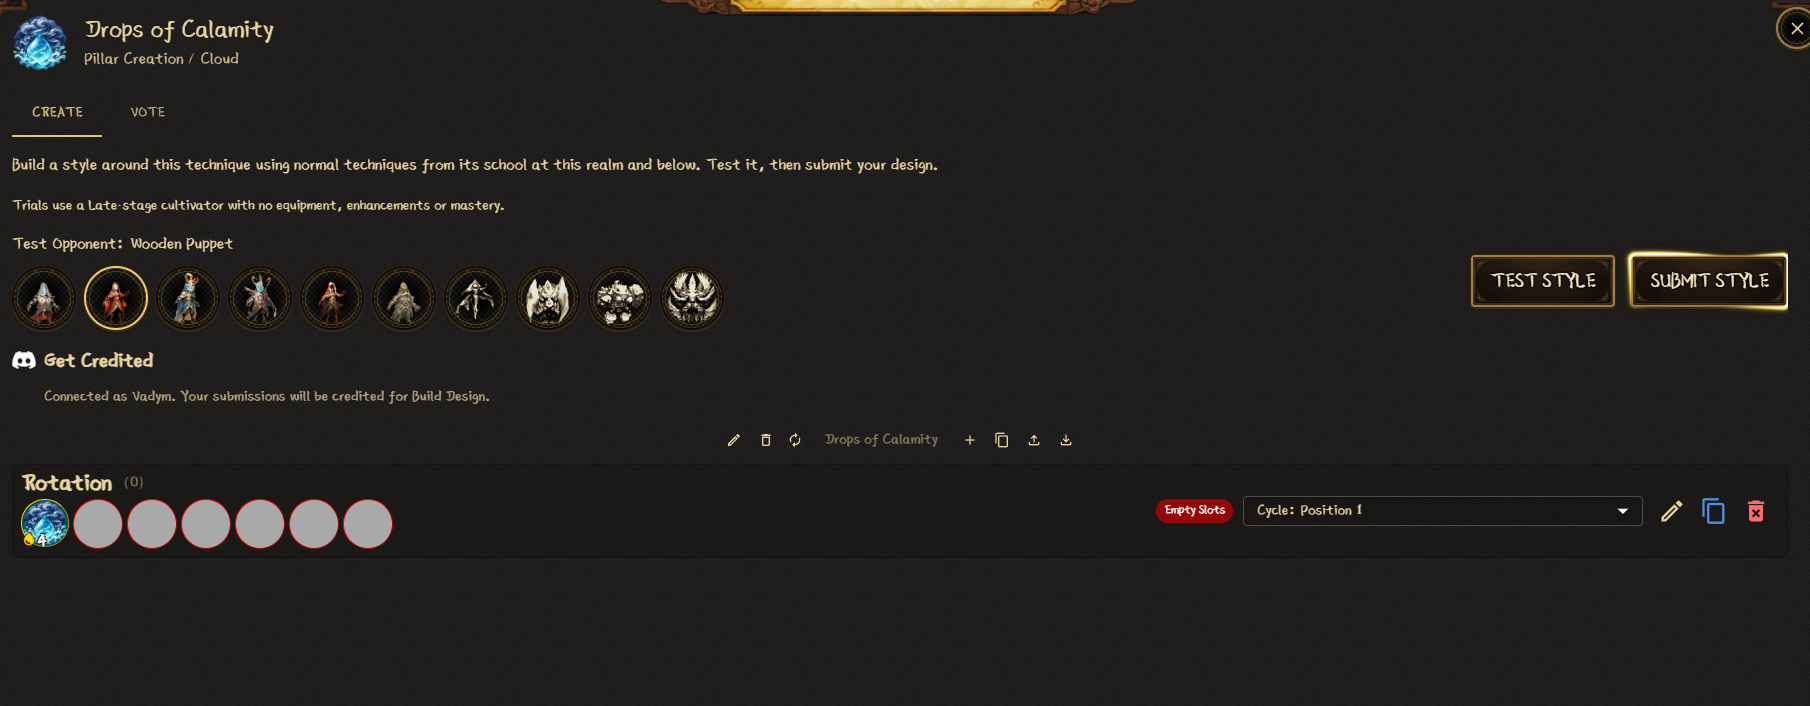 Drops of Calamity
Pillar Creation / Cloud
CREATE
VOTE
Build a style around this technique using normal techniques from its school at this realm and below. Test it, then submit your design.
Trials use a Late-stage cultivator with no equipment, enhancements or mastery.
Test Opponent: Wooden Puppet
TEST STYLE
SUBMIT STYLE
Get Credited
Connected as Vadym. Your submissions will be credited for Build Design.
Drops of Calamity
Rotation (0)
4
Empty Slots
Cycle: Position 1